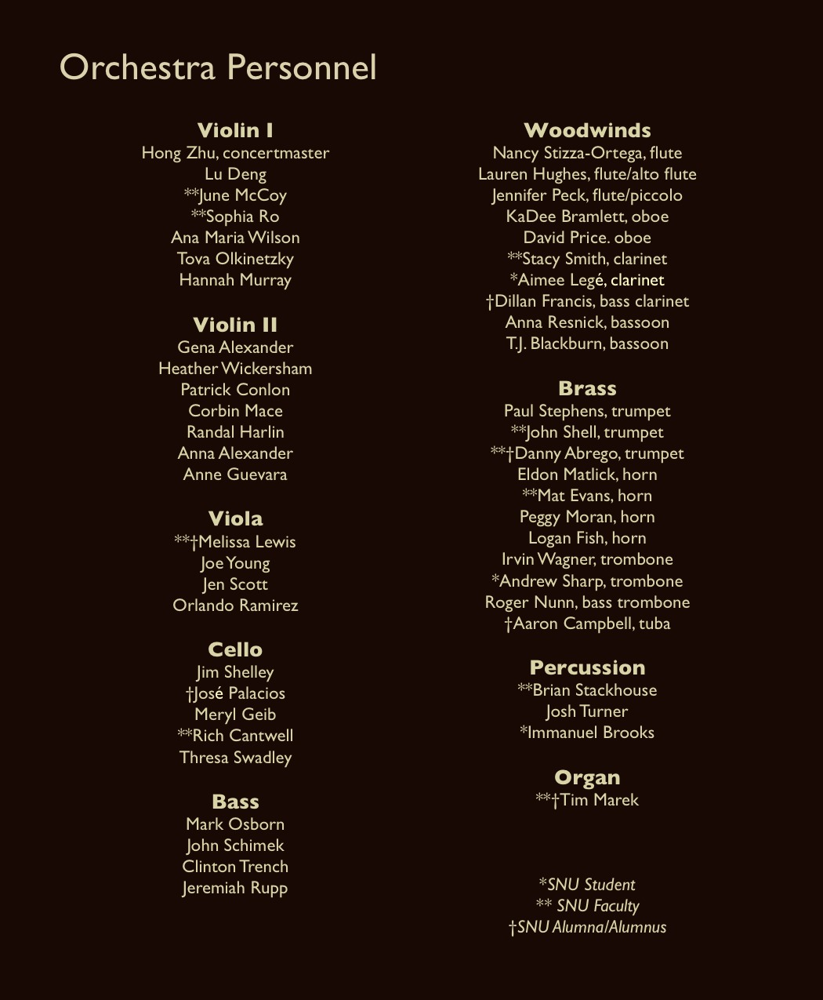 Orchestra Personnel
Violin I
Hong Zhu, concertmaster
Lu Deng
**June McCoy
**Sophia Ro
Ana Maria Wilson
Tova Olkinetzky
Hannah Murray
Violin II
Gena Alexander
Heather Wickersham
Patrick Conlon
Corbin Mace
Randal Harlin
Anna Alexander
Anne Guevara
Viola
**†Melissa Lewis
Joe Young
Jen Scott
Orlando Ramirez
Cello
Jim Shelley
†José Palacios
Meryl Geib
**Rich Cantwell
Thresa Swadley
Bass
Mark Osborn
John Schimek
Clinton Trench
Jeremiah Rupp
Woodwinds
Nancy Stizza-Ortega, flute
Lauren Hughes, flute/alto flute
Jennifer Peck, flute/piccolo
KaDee Bramlett, oboe
David Price. oboe
**Stacy Smith, clarinet
*Aimee Legé, clarinet
†Dillan Francis, bass clarinet
Anna Resnick, bassoon
T.J. Blackburn, bassoon
Brass
Paul Stephens, trumpet
**John Shell, trumpet
**†Danny Abrego, trumpet
Eldon Matlick, horn
**Mat Evans, horn
Peggy Moran, horn
Logan Fish, horn
Irvin Wagner, trombone
*Andrew Sharp, trombone
Roger Nunn, bass trombone
†Aaron Campbell, tuba
Percussion
**Brian Stackhouse
Josh Turner
*Immanuel Brooks
Organ
**†Tim Marek
*SNU Student
** SNU Faculty
†SNU Alumna/Alumnus